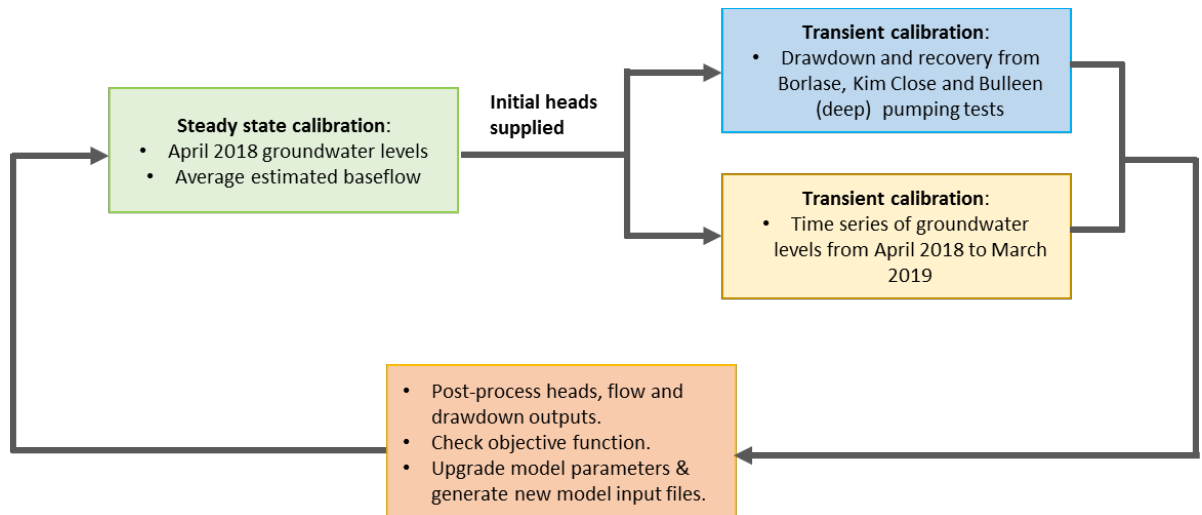 Steady state calibration:
• April 2018 groundwater levels
• Average estimated baseflow
Initial heads
supplied
Transient calibration:
• Drawdown and recovery from
Borlase, Kim Close and Bulleen
(deep) pumping tests
Transient calibration:
• Time series of groundwater
levels from April 2018 to March
2019
• Post-process heads, flow and
drawdown outputs.
• Check objective function.
• Upgrade model parameters &
generate new model input files.